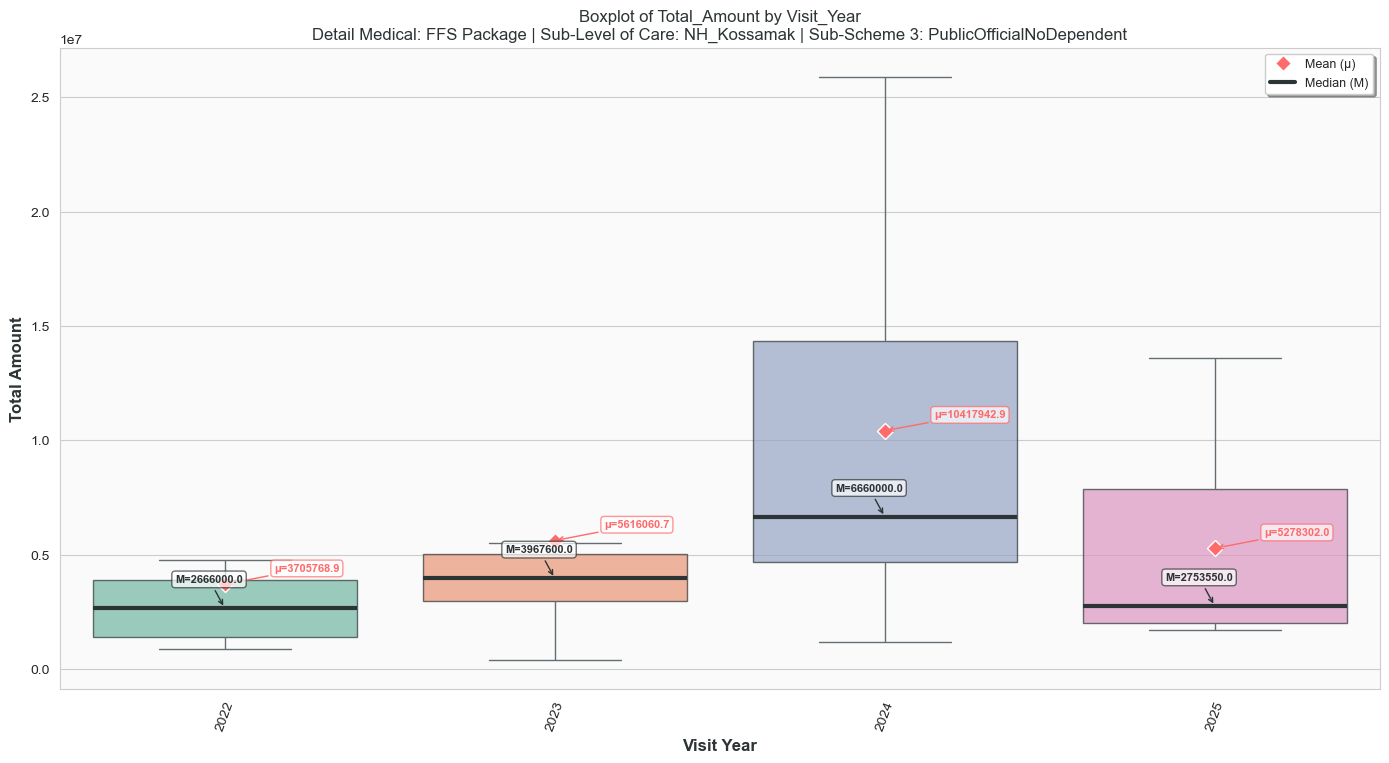 Boxplot of Total_Amount by Visit_Year
Detail Medical: FFS Package | Sub-Level of Care: NH_Kossamak | Sub-Scheme 3: PublicOfficialNoDependent
1e7
Mean (μ)
Median (M)
2.5
2.0
1.5
1.0
0.5
0.0
Total Amount
μ=3705768.9
M=2666000.0
μ=5616060.7
M=3967600.0
μ=10417942.9
M=6660000.0
μ=5278302.0
M=2753550.0
2022
2023
2024
2025
Visit Year